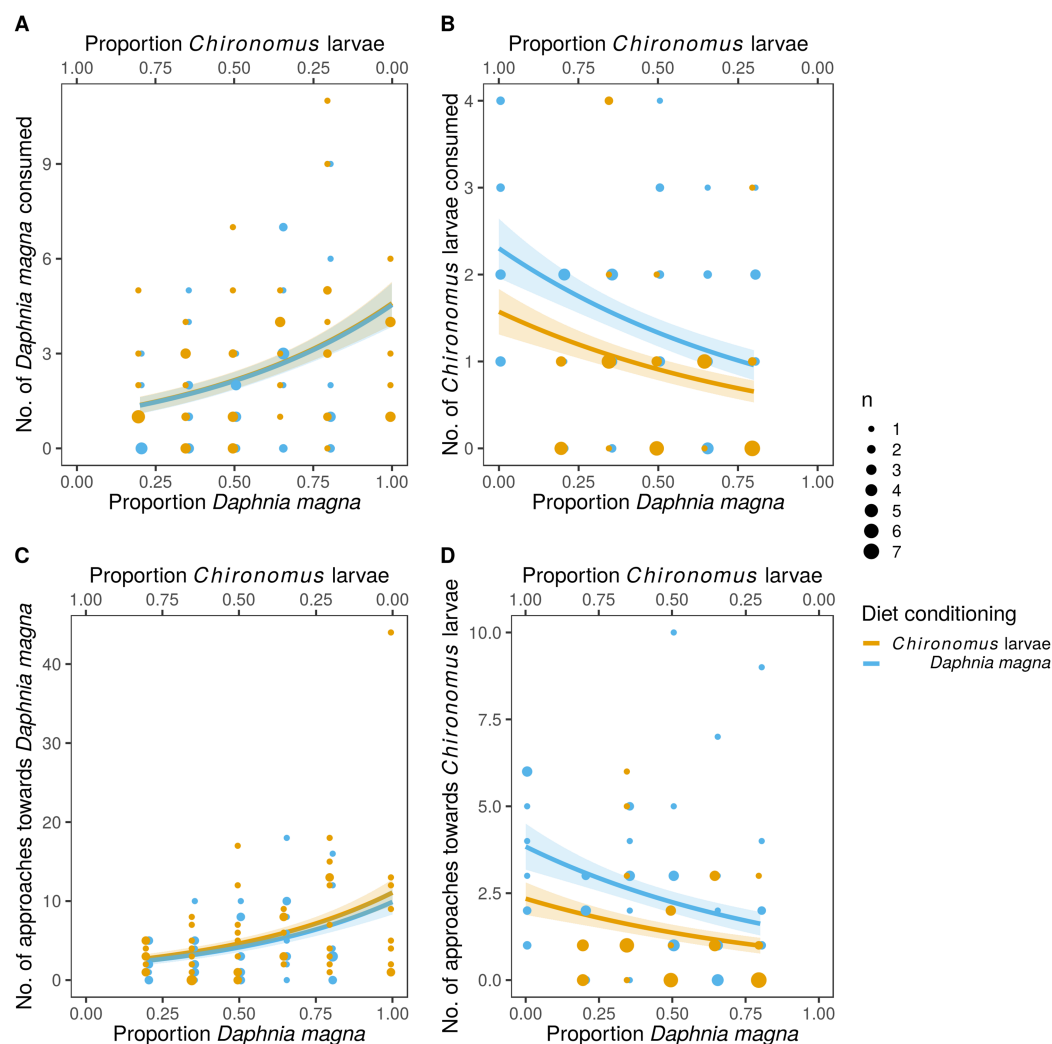 A
Proportion Chironomus larvae
1.00 0.75 0.50 0.25 0.00
No. of Daphnia magna consumed
9
6
3
0
0.00 0.25 0.50 0.75 1.00
Proportion Daphnia magna
B
Proportion Chironomus larvae
1.00 0.75 0.50 0.25 0.00
No. of Chironomus larvae consumed
4
3
2
1
0
0.00 0.25 0.50 0.75 1.00
Proportion Daphnia magna
C
Proportion Chironomus larvae
1.00 0.75 0.50 0.25 0.00
No. of approaches towards Daphnia magna
40
30
20
10
0
0.00 0.25 0.50 0.75 1.00
Proportion Daphnia magna
D
Proportion Chironomus larvae
1.00 0.75 0.50 0.25 0.00
No. of approaches towards Chironomus larvae
10.0
7.5
5.0
2.5
0.0
0.00 0.25 0.50 0.75 1.00
Proportion Daphnia magna
n
1
2
3
4
5
6
7
Diet conditioning
Chironomus larvae
Daphnia magna